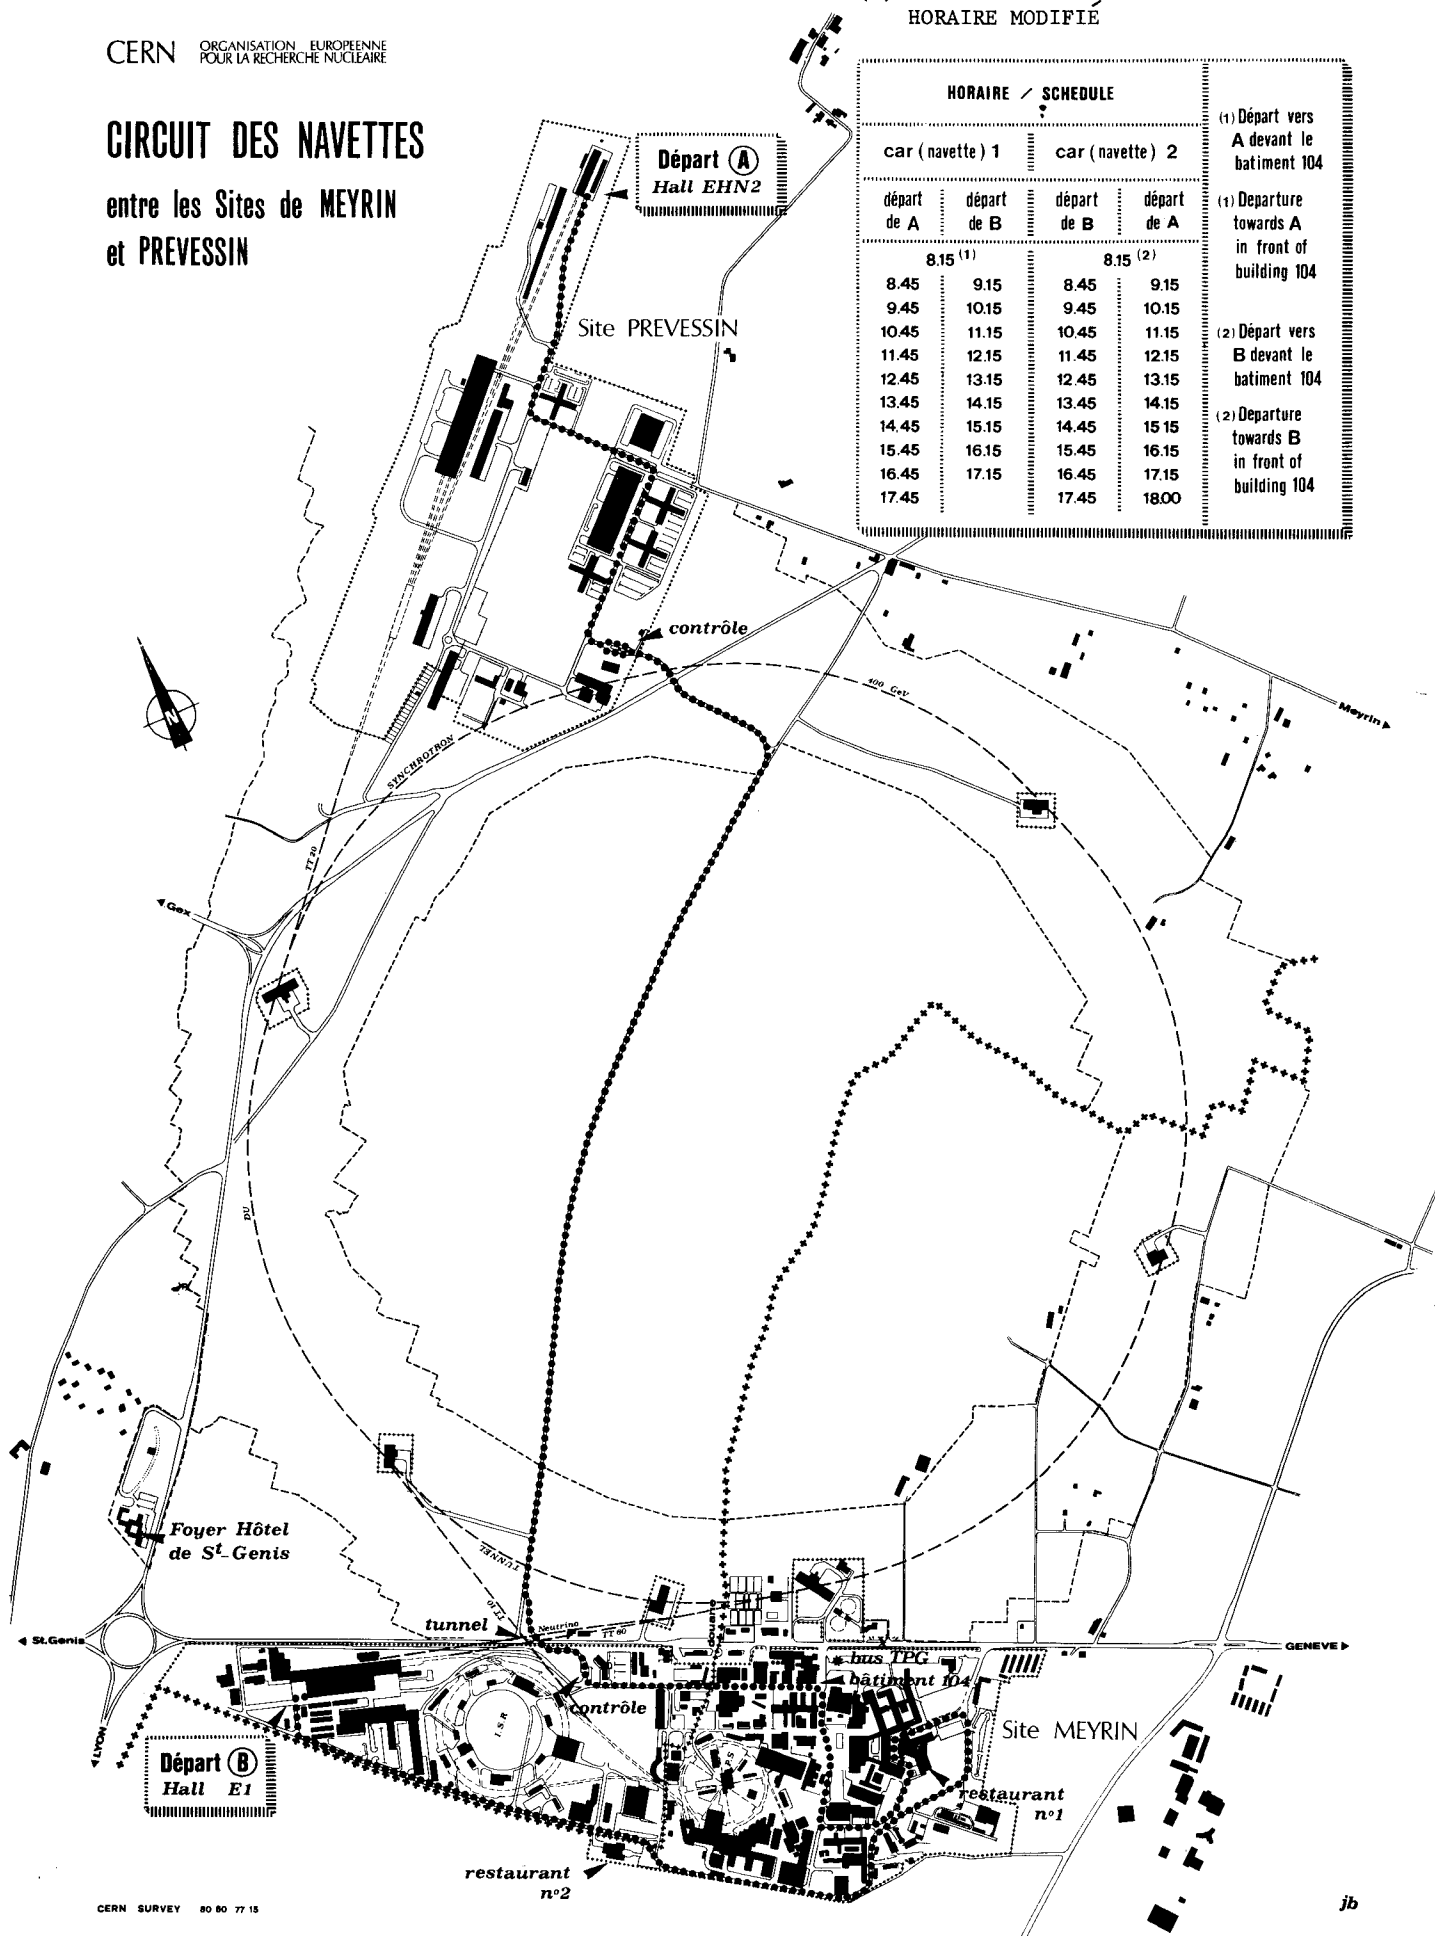 HORAIRE MODIFIÉ
CERN ORGANISATION EUROPEENNE
POUR LA RECHERCHE NUCLEAIRE
CIRCUIT DES NAVETTES
entre les Sites de MEYRIN
et PREVESSIN
Départ A
Hall EHN2
HORAIRE / SCHEDULE
car (navette) 1 car (navette) 2
départ départ départ départ
de A de B de B de A
8.15 (1) 8.15 (2)
8.45 9.15 8.45 9.15
9.45 10.15 9.45 10.15
10.45 11.15 10.45 11.15
11.45 12.15 11.45 12.15
12.45 13.15 12.45 13.15
13.45 14.15 13.45 14.15
14.45 15.15 14.45 15 15
15.45 16.15 15.45 16.15
16.45 17.15 16.45 17.15
17.45 17.45 18.00
(1) Départ vers
A devant le
batiment 104
(1) Departure
towards A
in front of
building 104
(2) Départ vers
B devant le
batiment 104
(2) Departure
towards B
in front of
building 104
Site PREVESSIN
contrôle
400 GeV
Meyrin
N
SYNCHROTRON
TT 20
Gex
DU
Foyer Hôtel
de St-Genis
TUNNEL
TT10
tunnel
Neutrino
TT 60
douane
St.Genis
GENEVE
bus TPG
bâtiment 104
contrôle
I.S.R
P.S
Site MEYRIN
LYON
Départ B
Hall E1
restaurant
n°1
restaurant
n°2
CERN SURVEY 80 60 77 15
jb